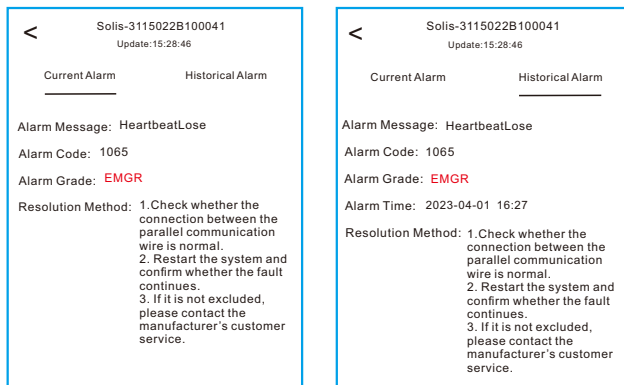 <
Solis-3115022B100041
Update:15:28:46
Current Alarm
Historical Alarm
Alarm Message: HeartbeatLose
Alarm Code: 1065
Alarm Grade: EMGR
Resolution Method: 1.Check whether the
connection between the
parallel communication
wire is normal.
2. Restart the system and
confirm whether the fault
continues.
3. If it is not excluded,
please contact the
manufacturer's customer
service.
<
Solis-3115022B100041
Update:15:28:46
Current Alarm
Historical Alarm
Alarm Message: HeartbeatLose
Alarm Code: 1065
Alarm Grade: EMGR
Alarm Time: 2023-04-01 16:27
Resolution Method: 1.Check whether the
connection between the
parallel communication
wire is normal.
2. Restart the system and
confirm whether the fault
continues.
3. If it is not excluded,
please contact the
manufacturer's customer
service.